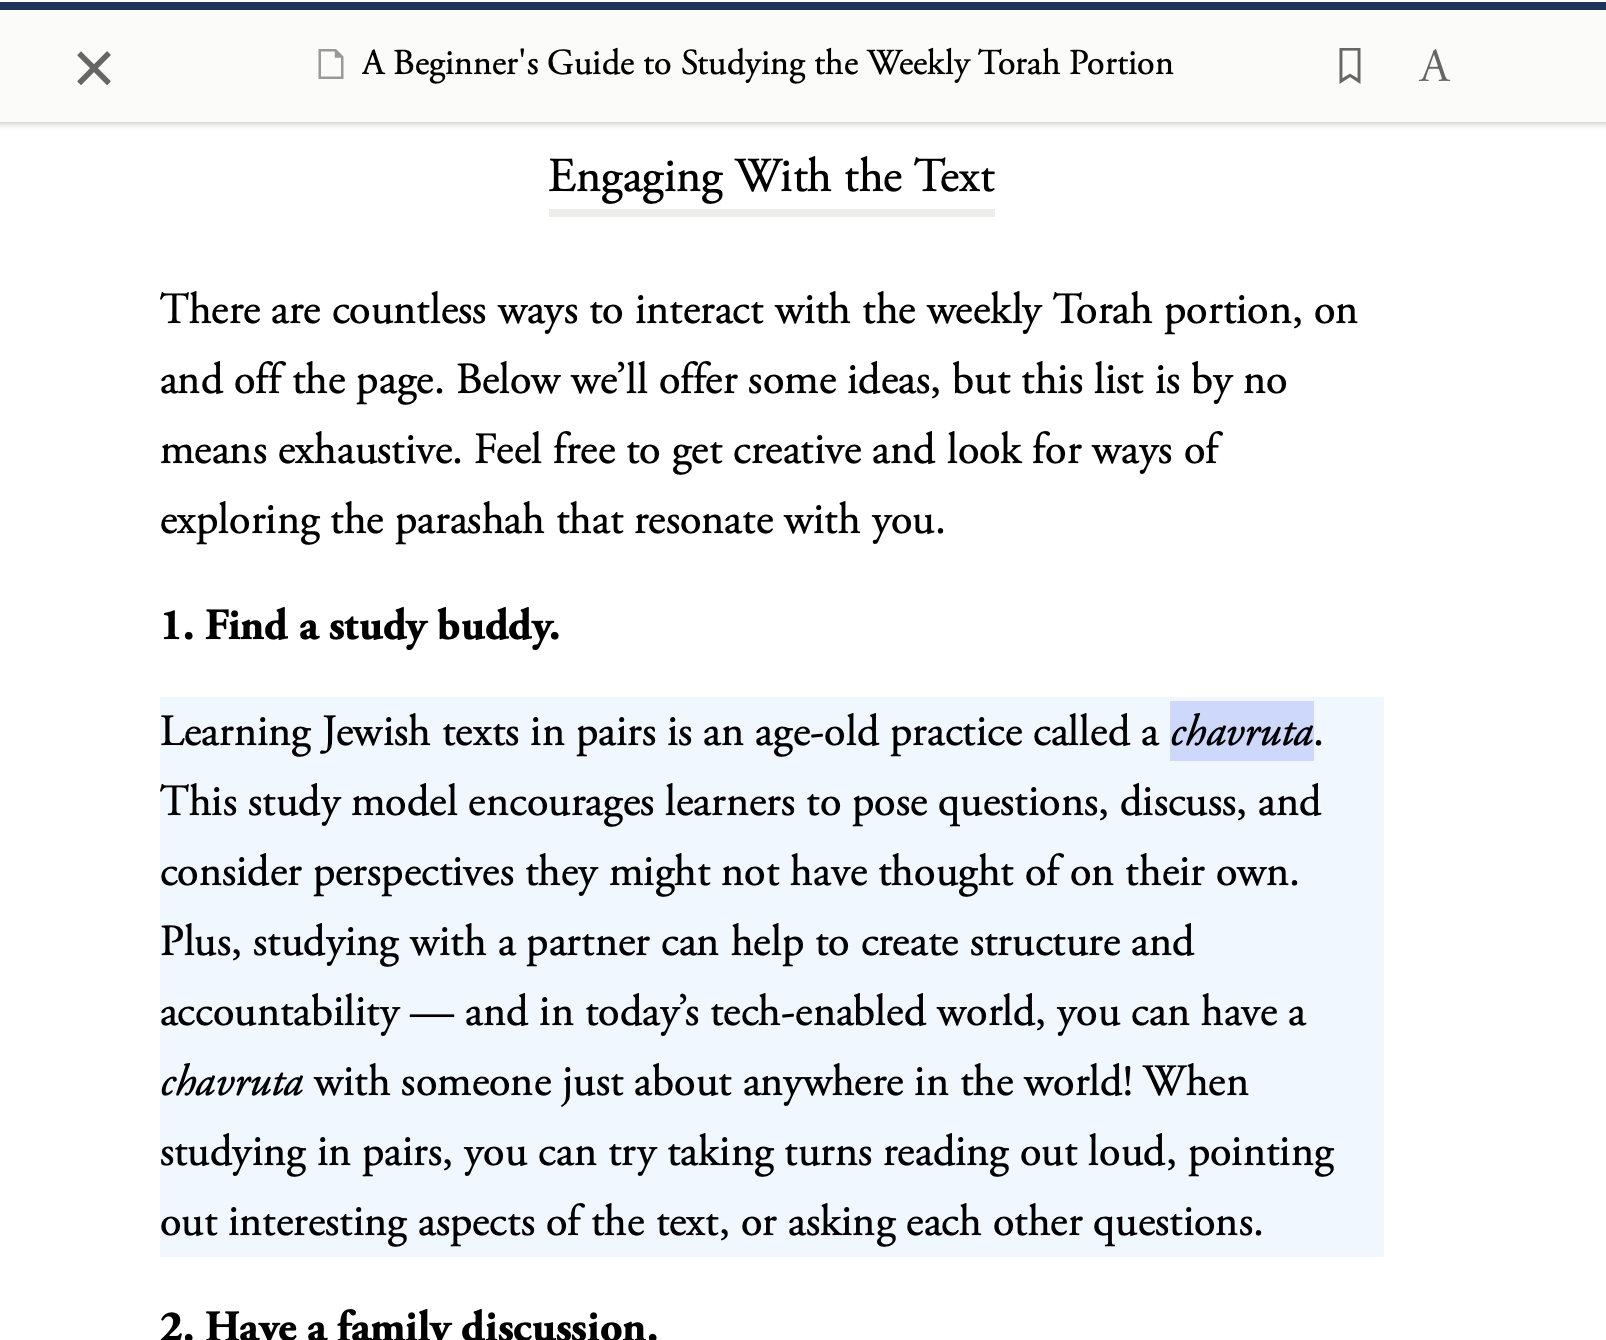 A Beginner's Guide to Studying the Weekly Torah Portion
A
Engaging With the Text
There are countless ways to interact with the weekly Torah portion, on
and off the page. Below we’ll offer some ideas, but this list is by no
means exhaustive. Feel free to get creative and look for ways of
exploring the parashah that resonate with you.
1. Find a study buddy.
Learning Jewish texts in pairs is an age-old practice called a chavruta.
This study model encourages learners to pose questions, discuss, and
consider perspectives they might not have thought of on their own.
Plus, studying with a partner can help to create structure and
accountability — and in today’s tech-enabled world, you can have a
chavruta with someone just about anywhere in the world! When
studying in pairs, you can try taking turns reading out loud, pointing
out interesting aspects of the text, or asking each other questions.
2. Have a family discussion.